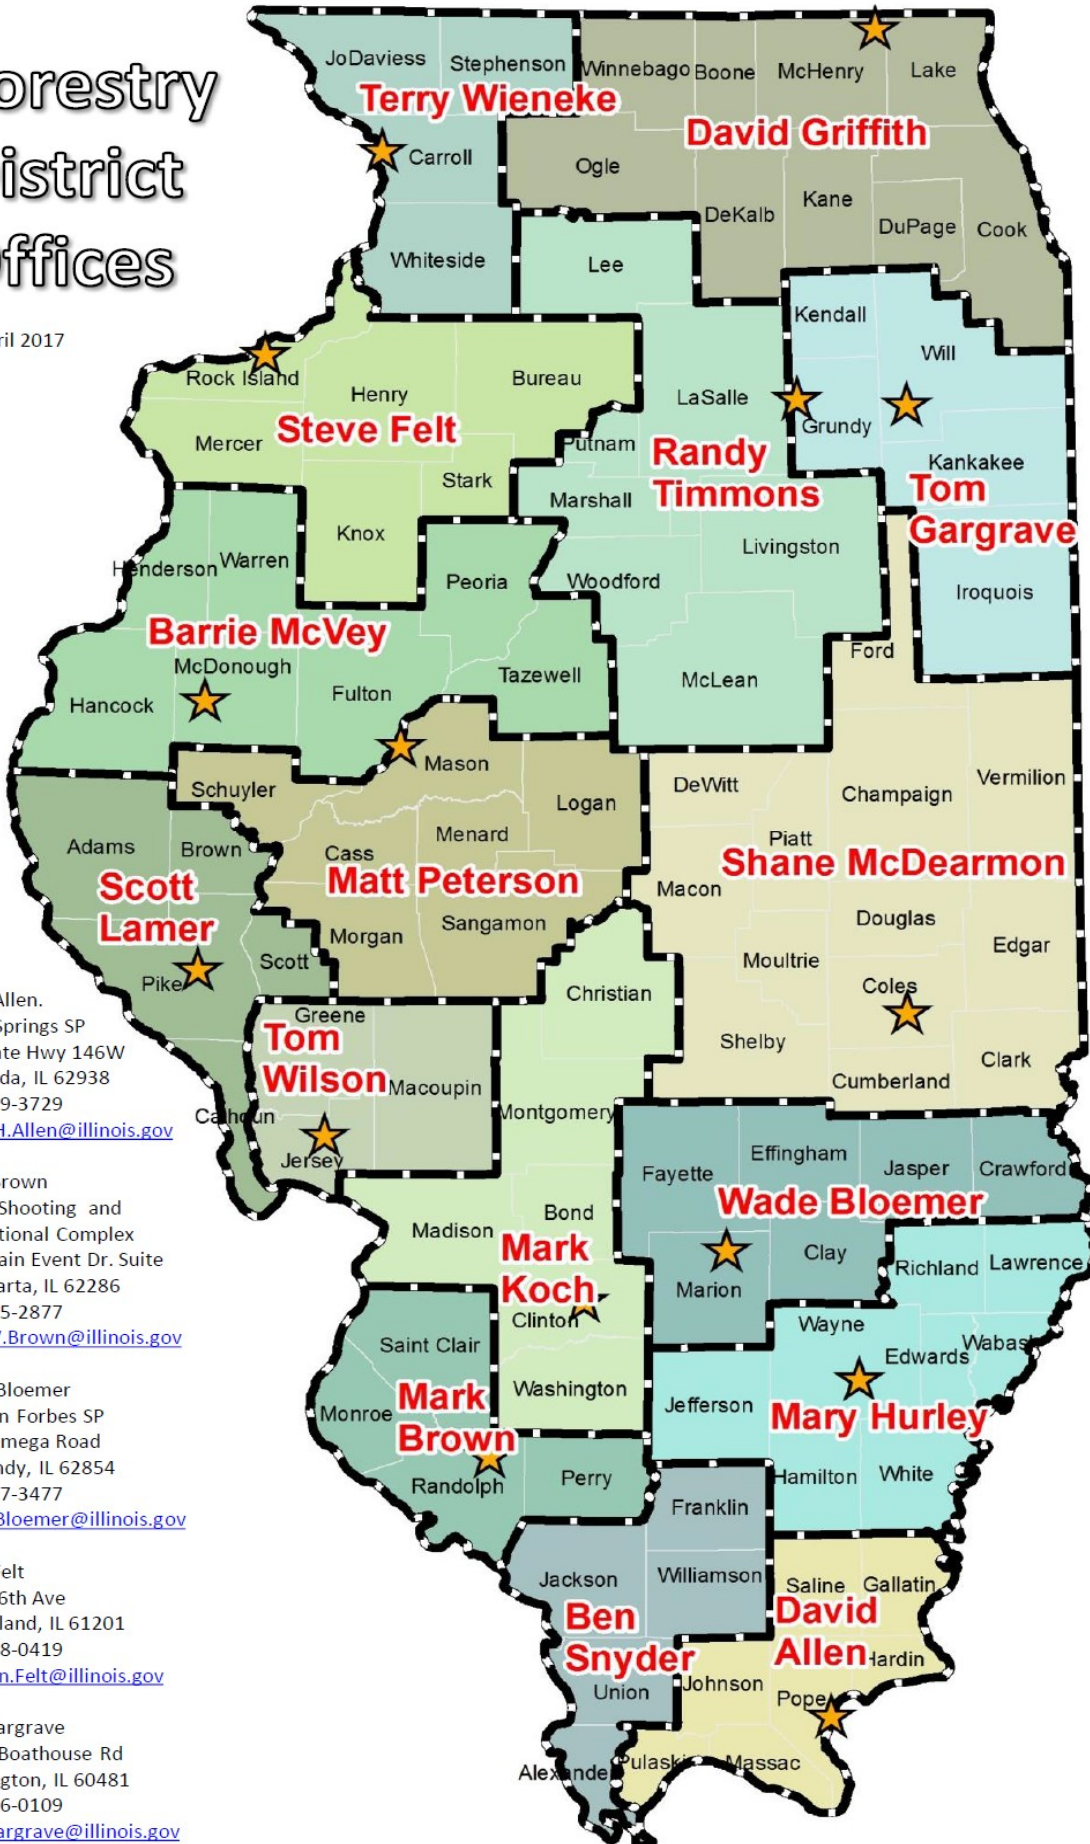 orestry
istrict
ffices
ril 2017
JoDaviess
Stephenson
Winnebago
Boone
McHenry
Lake
Terry Wieneke
David Griffith
Carroll
Ogle
DeKalb
Kane
DuPage
Cook
Whiteside
Lee
Kendall
Will
Rock Island
Henry
Bureau
LaSalle
Grundy
Mercer
Steve Felt
Putnam
Randy
Timmons
Kankakee
Stark
Marshall
Tom
Gargrave
Knox
Livingston
Henderson
Warren
Peoria
Woodford
Iroquois
Barrie McVey
McDonough
Ford
Hancock
Fulton
Tazewell
McLean
Mason
Schuyler
Logan
DeWitt
Champaign
Vermilion
Adams
Brown
Cass
Menard
Piatt
Scott
Lamer
Matt Peterson
Shane McDearmon
Macon
Morgan
Sangamon
Douglas
Edgar
Scott
Pike
Moultrie
Coles
Christian
Greene
Tom
Wilson
Macoupin
Shelby
Clark
Cumberland
Calhoun
Montgomery
Jersey
Fayette
Effingham
Jasper
Crawford
Wade Bloemer
Madison
Bond
Mark
Koch
Clinton
Marion
Clay
Richland
Lawrence
Saint Clair
Wayne
Edwards
Wabas
Monroe
Mark
Brown
Washington
Jefferson
Mary Hurley
Randolph
Perry
Hamilton
White
Franklin
Jackson
Williamson
Saline
Gallatin
Ben
Snyder
David
Allen
Hardin
Union
Johnson
Pope
Alexande
Pulaski
Massac
Allen.
Springs SP
te Hwy 146W
da, IL 62938
9-3729
H.Allen@illinois.gov
Brown
Shooting and
tional Complex
ain Event Dr. Suite
arta, IL 62286
5-2877
.Brown@illinois.gov
Bloemer
n Forbes SP
mega Road
ndy, IL 62854
7-3477
Bloemer@illinois.gov
elt
6th Ave
land, IL 61201
8-0419
n.Felt@illinois.gov
argrave
Boathouse Rd
gton, IL 60481
6-0109
argrave@illinois.gov